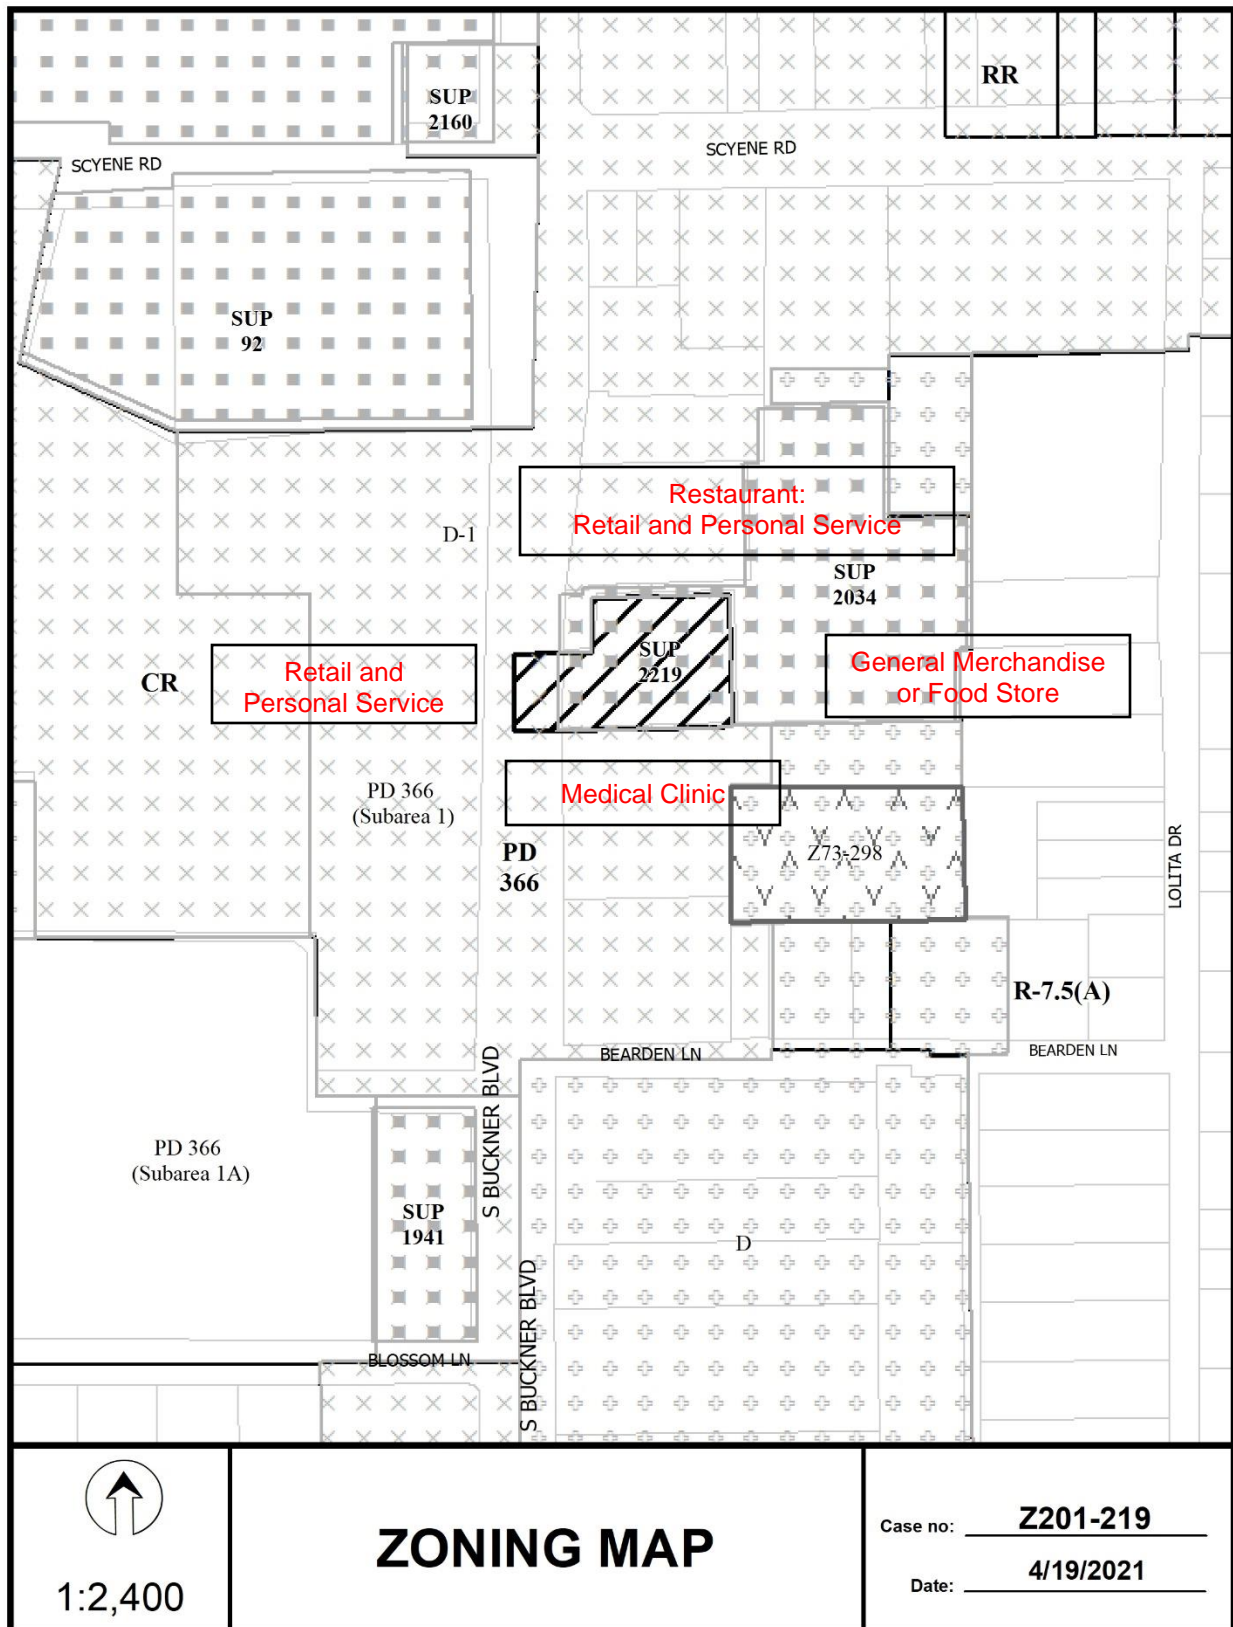 RR
SUP
2160
SCYENE RD
SCYENE RD
SUP
92
Restaurant:
Retail and Personal Service
D-1
SUP
2034
SUP
2219
General Merchandise
or Food Store
CR
Retail and
Personal Service
Medical Clinic
PD 366
(Subarea 1)
PD
366
Z73-298
LOLITA DR
R-7.5(A)
BEARDEN LN
BEARDEN LN
S BUCKNER BLVD
PD 366
(Subarea 1A)
SUP
1941
D
S BUCKNER BLVD
BLOSSOM LN
1:2,400
ZONING MAP
Case no: Z201-219
Date: 4/19/2021